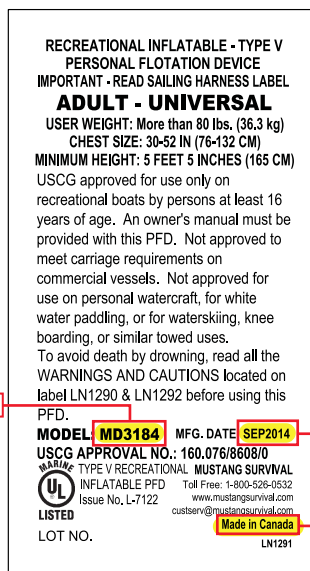 RECREATIONAL INFLATABLE - TYPE V
PERSONAL FLOTATION DEVICE
IMPORTANT - READ SAILING HARNESS LABEL
ADULT - UNIVERSAL
USER WEIGHT: More than 80 lbs. (36,3 kg)
CHEST SIZE: 30-52 IN (76-132 CM)
MINIMUM HEIGHT: 5 FEET 5 INCHES (165 CM)
USCG approved for use only on
recreational boats by persons at least 16
years of age. An owner's manual must be
provided with this PFD. Not approved to
meet carriage requirements on
commercial vessels. Not approved for
use on personal watercraft, for white
water paddling, or for waterskiing, knee
boarding, or similar towed uses.
To avoid death by drowning, read all the
WARNINGS AND CAUTIONS located on
label LN1290 & LN1292 before using this
PFD.
MODEL: MD3184 MFG. DATE SEP2014
USCG APPROVAL NO.: 160.076/8608/0
MARINE TYPE V RECREATIONAL MUSTANG SURVIVAL
UL INFLATABLE PFD Toll Free: 1-800-526-0532
Issue No. L-7122 www.mustangsurvival.com
LISTED custserv@mustangsurvival.com
Made in Canada
LOT NO.
LN1291